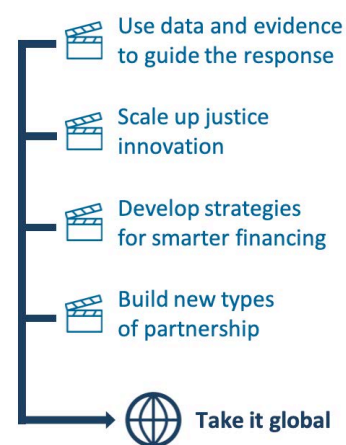 Use data and evidence
to guide the response
Scale up justice
innovation
Develop strategies
for smarter financing
Build new types
of partnership
Take it global